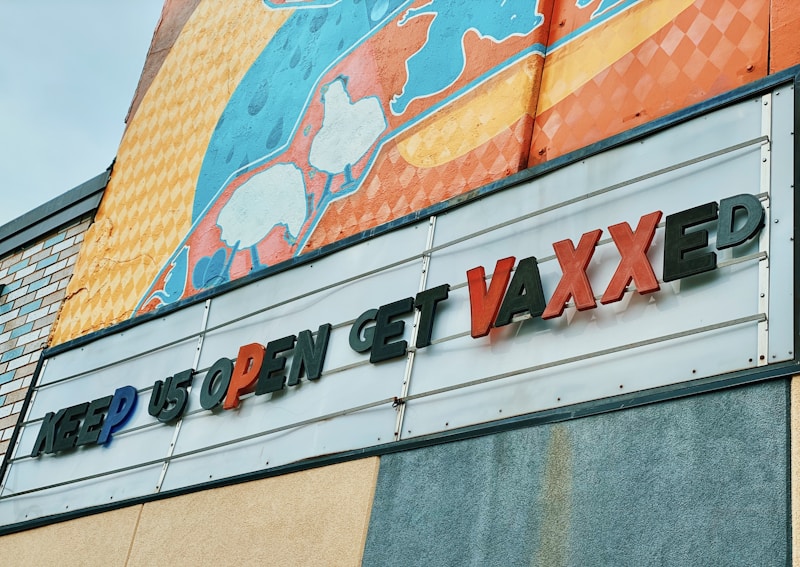 KEEP US OPEN GET VAXXED